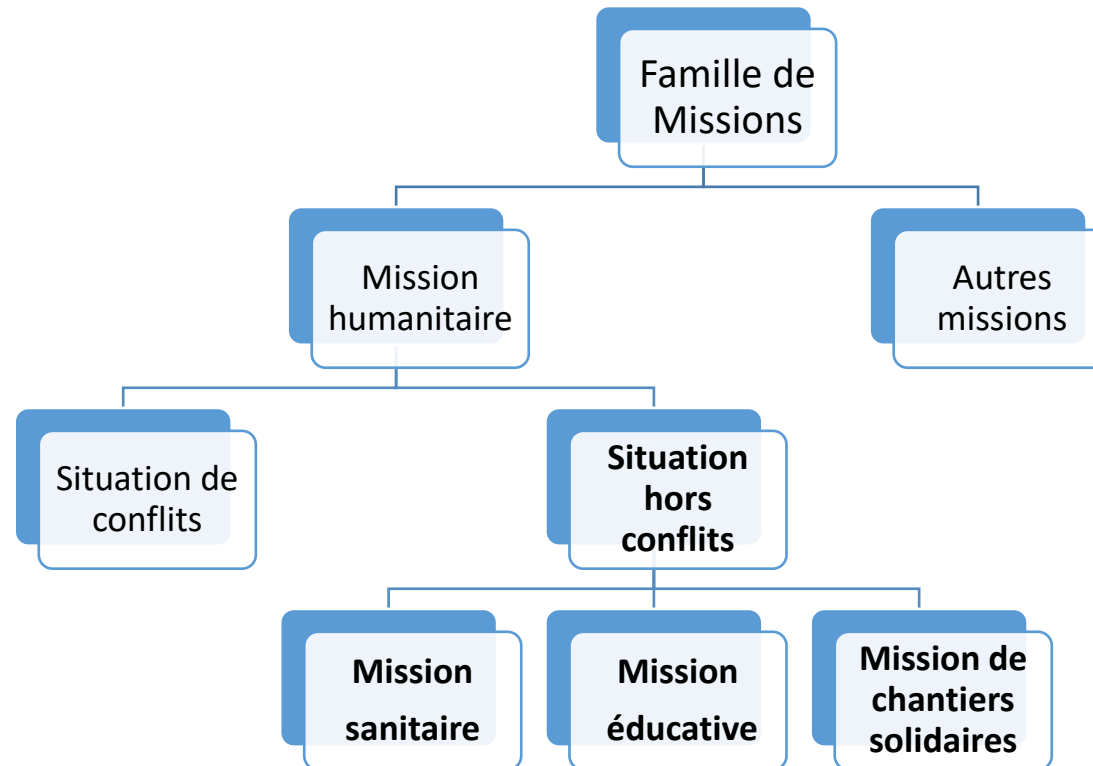 Famille de
Missions
Mission
humanitaire
Autres
missions
Situation de
conflits
Situation
hors
conflits
Mission
sanitaire
Mission
éducative
Mission de
chantiers
solidaires